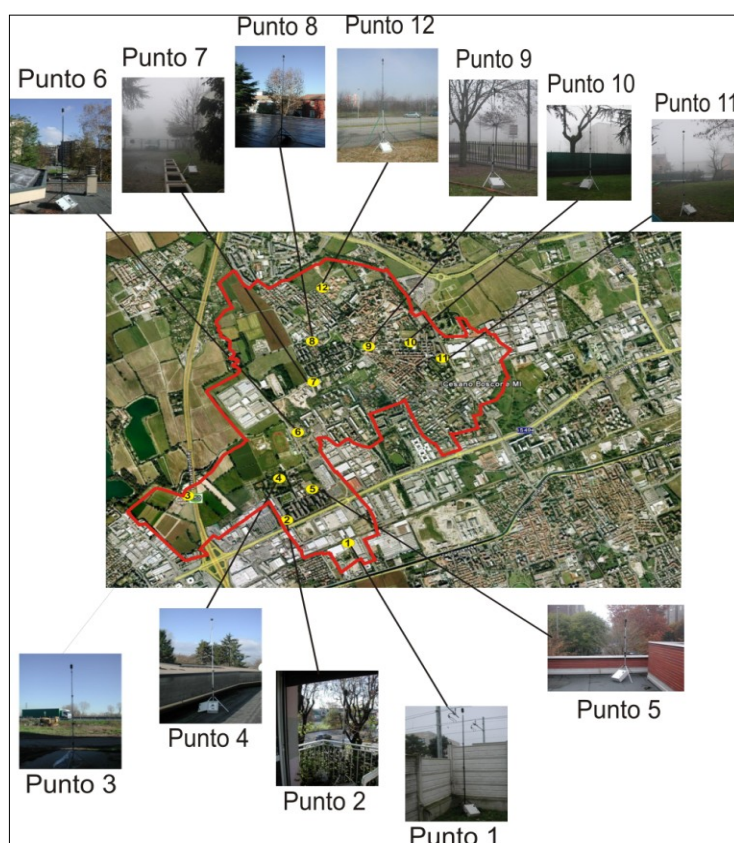 Punto 8
Punto 12
Punto 7
Punto 9
Punto 6
Punto 10
Punto 11
12
8
9
10
11
7
Cesano Boscone MI
6
4
5
3
2
1
Punto 5
Punto 4
Punto 3
Punto 2
Punto 1